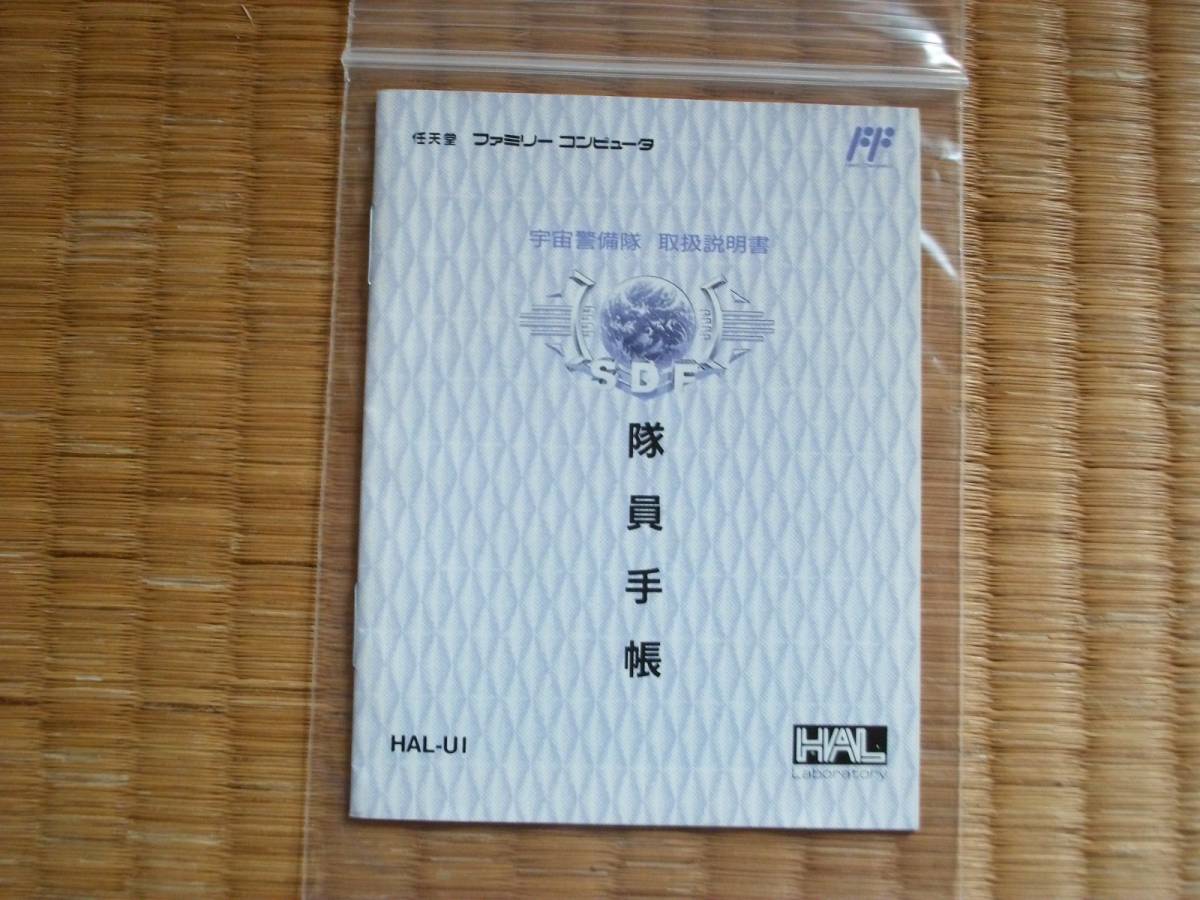 任天堂 ファミリー コンピュータ
FF
宇宙警備隊 取扱説明書
SDF
隊員手帳
HAL-UI
HAL
Laboratory